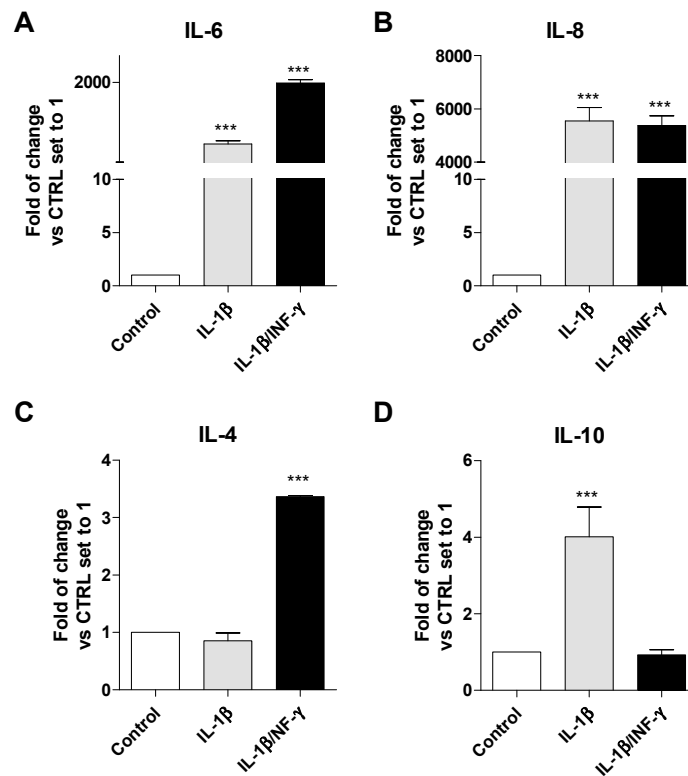 A
IL-6
Fold of change
vs CTRL set to 1
2000
10
5
0
***
***
Control
IL-1β
IL-1β/INF-γ
B
IL-8
Fold of change
vs CTRL set to 1
8000
6000
4000
10
5
0
***
***
Control
IL-1β
IL-1β/INF-γ
C
IL-4
Fold of change
vs CTRL set to 1
4
3
2
1
0
***
Control
IL-1β
IL-1β/INF-γ
D
IL-10
Fold of change
vs CTRL set to 1
6
4
2
0
***
Control
IL-1β
IL-1β/INF-γ